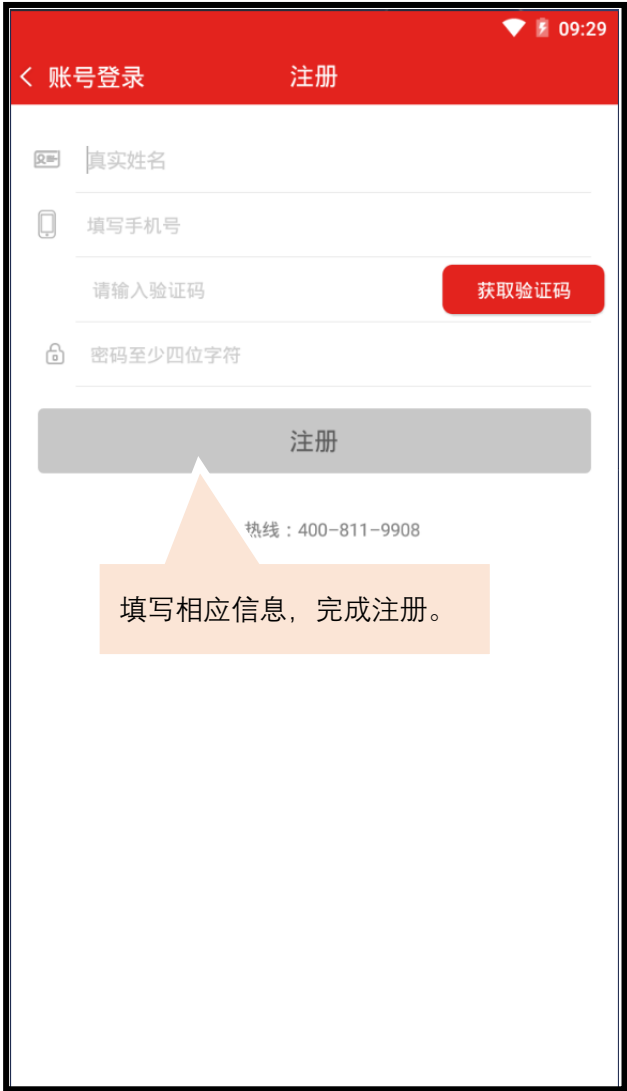 09:29
账号登录 注册
真实姓名
填写手机号
请输入验证码 获取验证码
密码至少四位字符
注册
热线：400-811-9908
填写相应信息，完成注册。